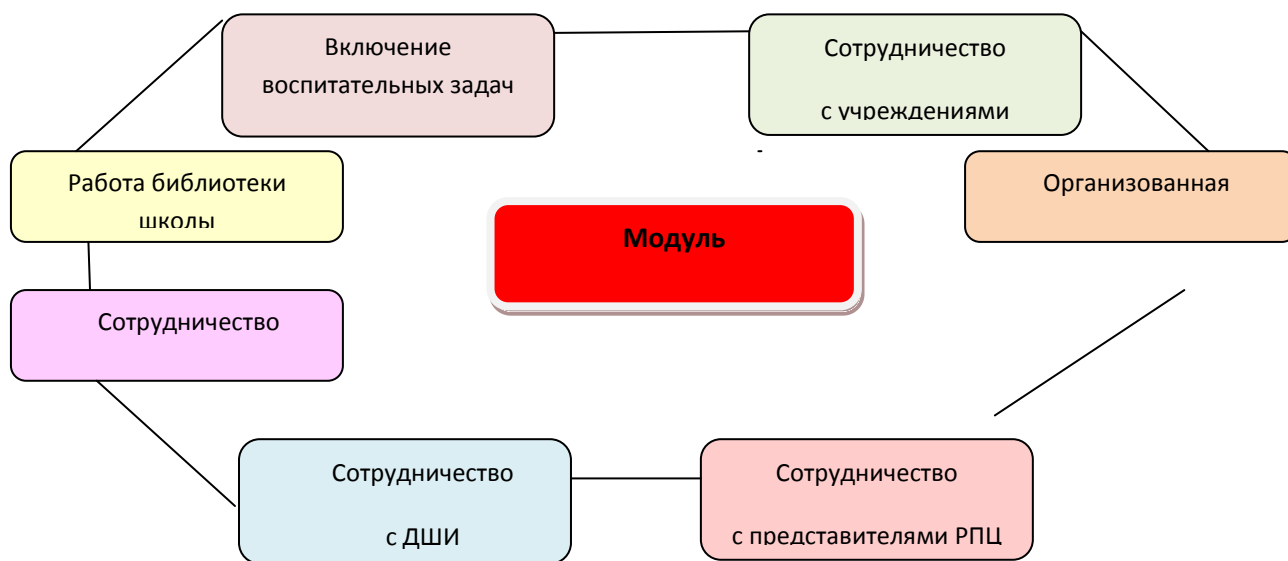 Включение
воспитательных задач
Сотрудничество
с учреждениями
-
Работа библиотеки
школы
Организованная
Модуль
Сотрудничество
Сотрудничество
с ДШИ
Сотрудничество
с представителями РПЦ